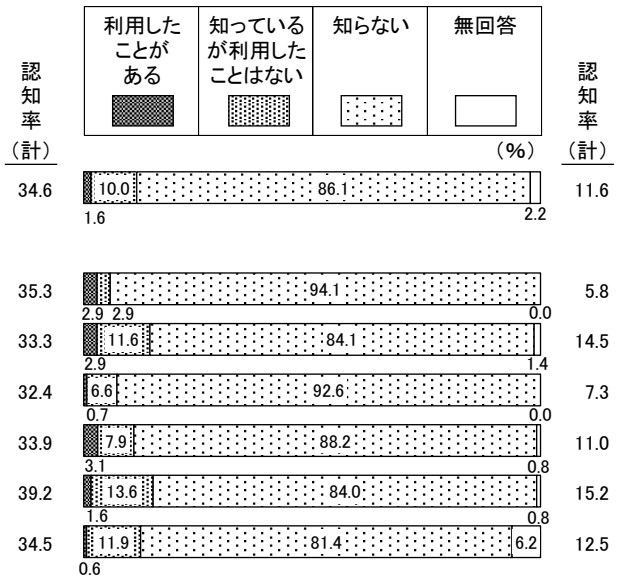 利用した
ことが
ある
知っている
が利用した
ことはない
知らない
無回答
認
知
率
(計)
認
知
率
(計)
(%)
34.6 10.0 86.1 11.6
1.6 2.2
35.3 94.1 5.8
2.9 2.9 0.0
33.3 11.6 84.1 14.5
2.9 1.4
32.4 6.6 92.6 7.3
0.7 0.0
33.9 7.9 88.2 11.0
3.1 0.8
39.2 13.6 84.0 15.2
1.6 0.8
34.5 11.9 81.4 6.2 12.5
0.6